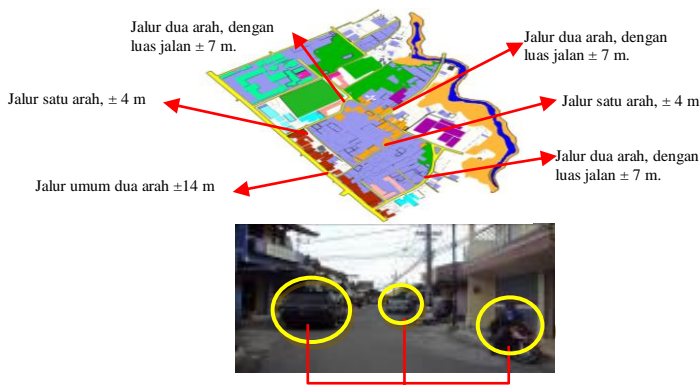 Jalur dua arah, dengan
luas jalan ± 7 m.
Jalur dua arah, dengan
luas jalan ± 7 m.
Jalur satu arah, ± 4 m
Jalur satu arah, ± 4 m
Jalur dua arah, dengan
luas jalan ± 7 m.
Jalur umum dua arah ±14 m